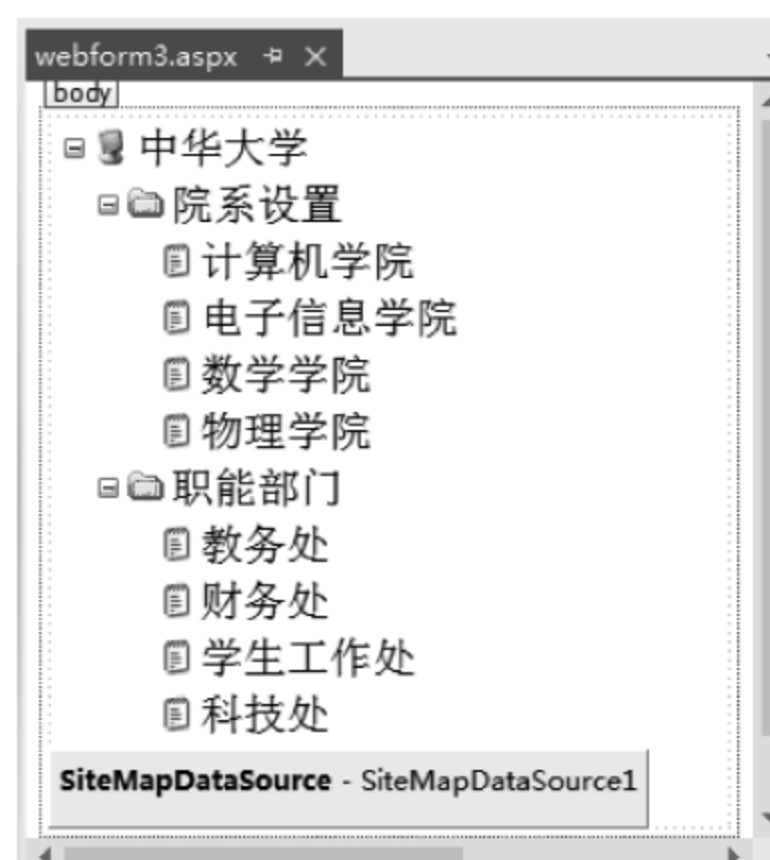 webform3.aspx
body
中华大学
院系设置
计算机学院
电子信息学院
数学学院
物理学院
职能部门
教务处
财务处
学生工作处
科技处
SiteMapDataSource - SiteMapDataSource1